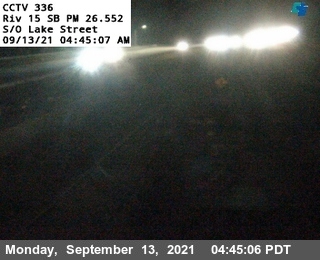 CCTV 336
Riv 15 SB PM 26.552
S/O Lake Street
09/13/21 04:45:07 AM
Monday, September 13, 2021 04:45:06 PDT